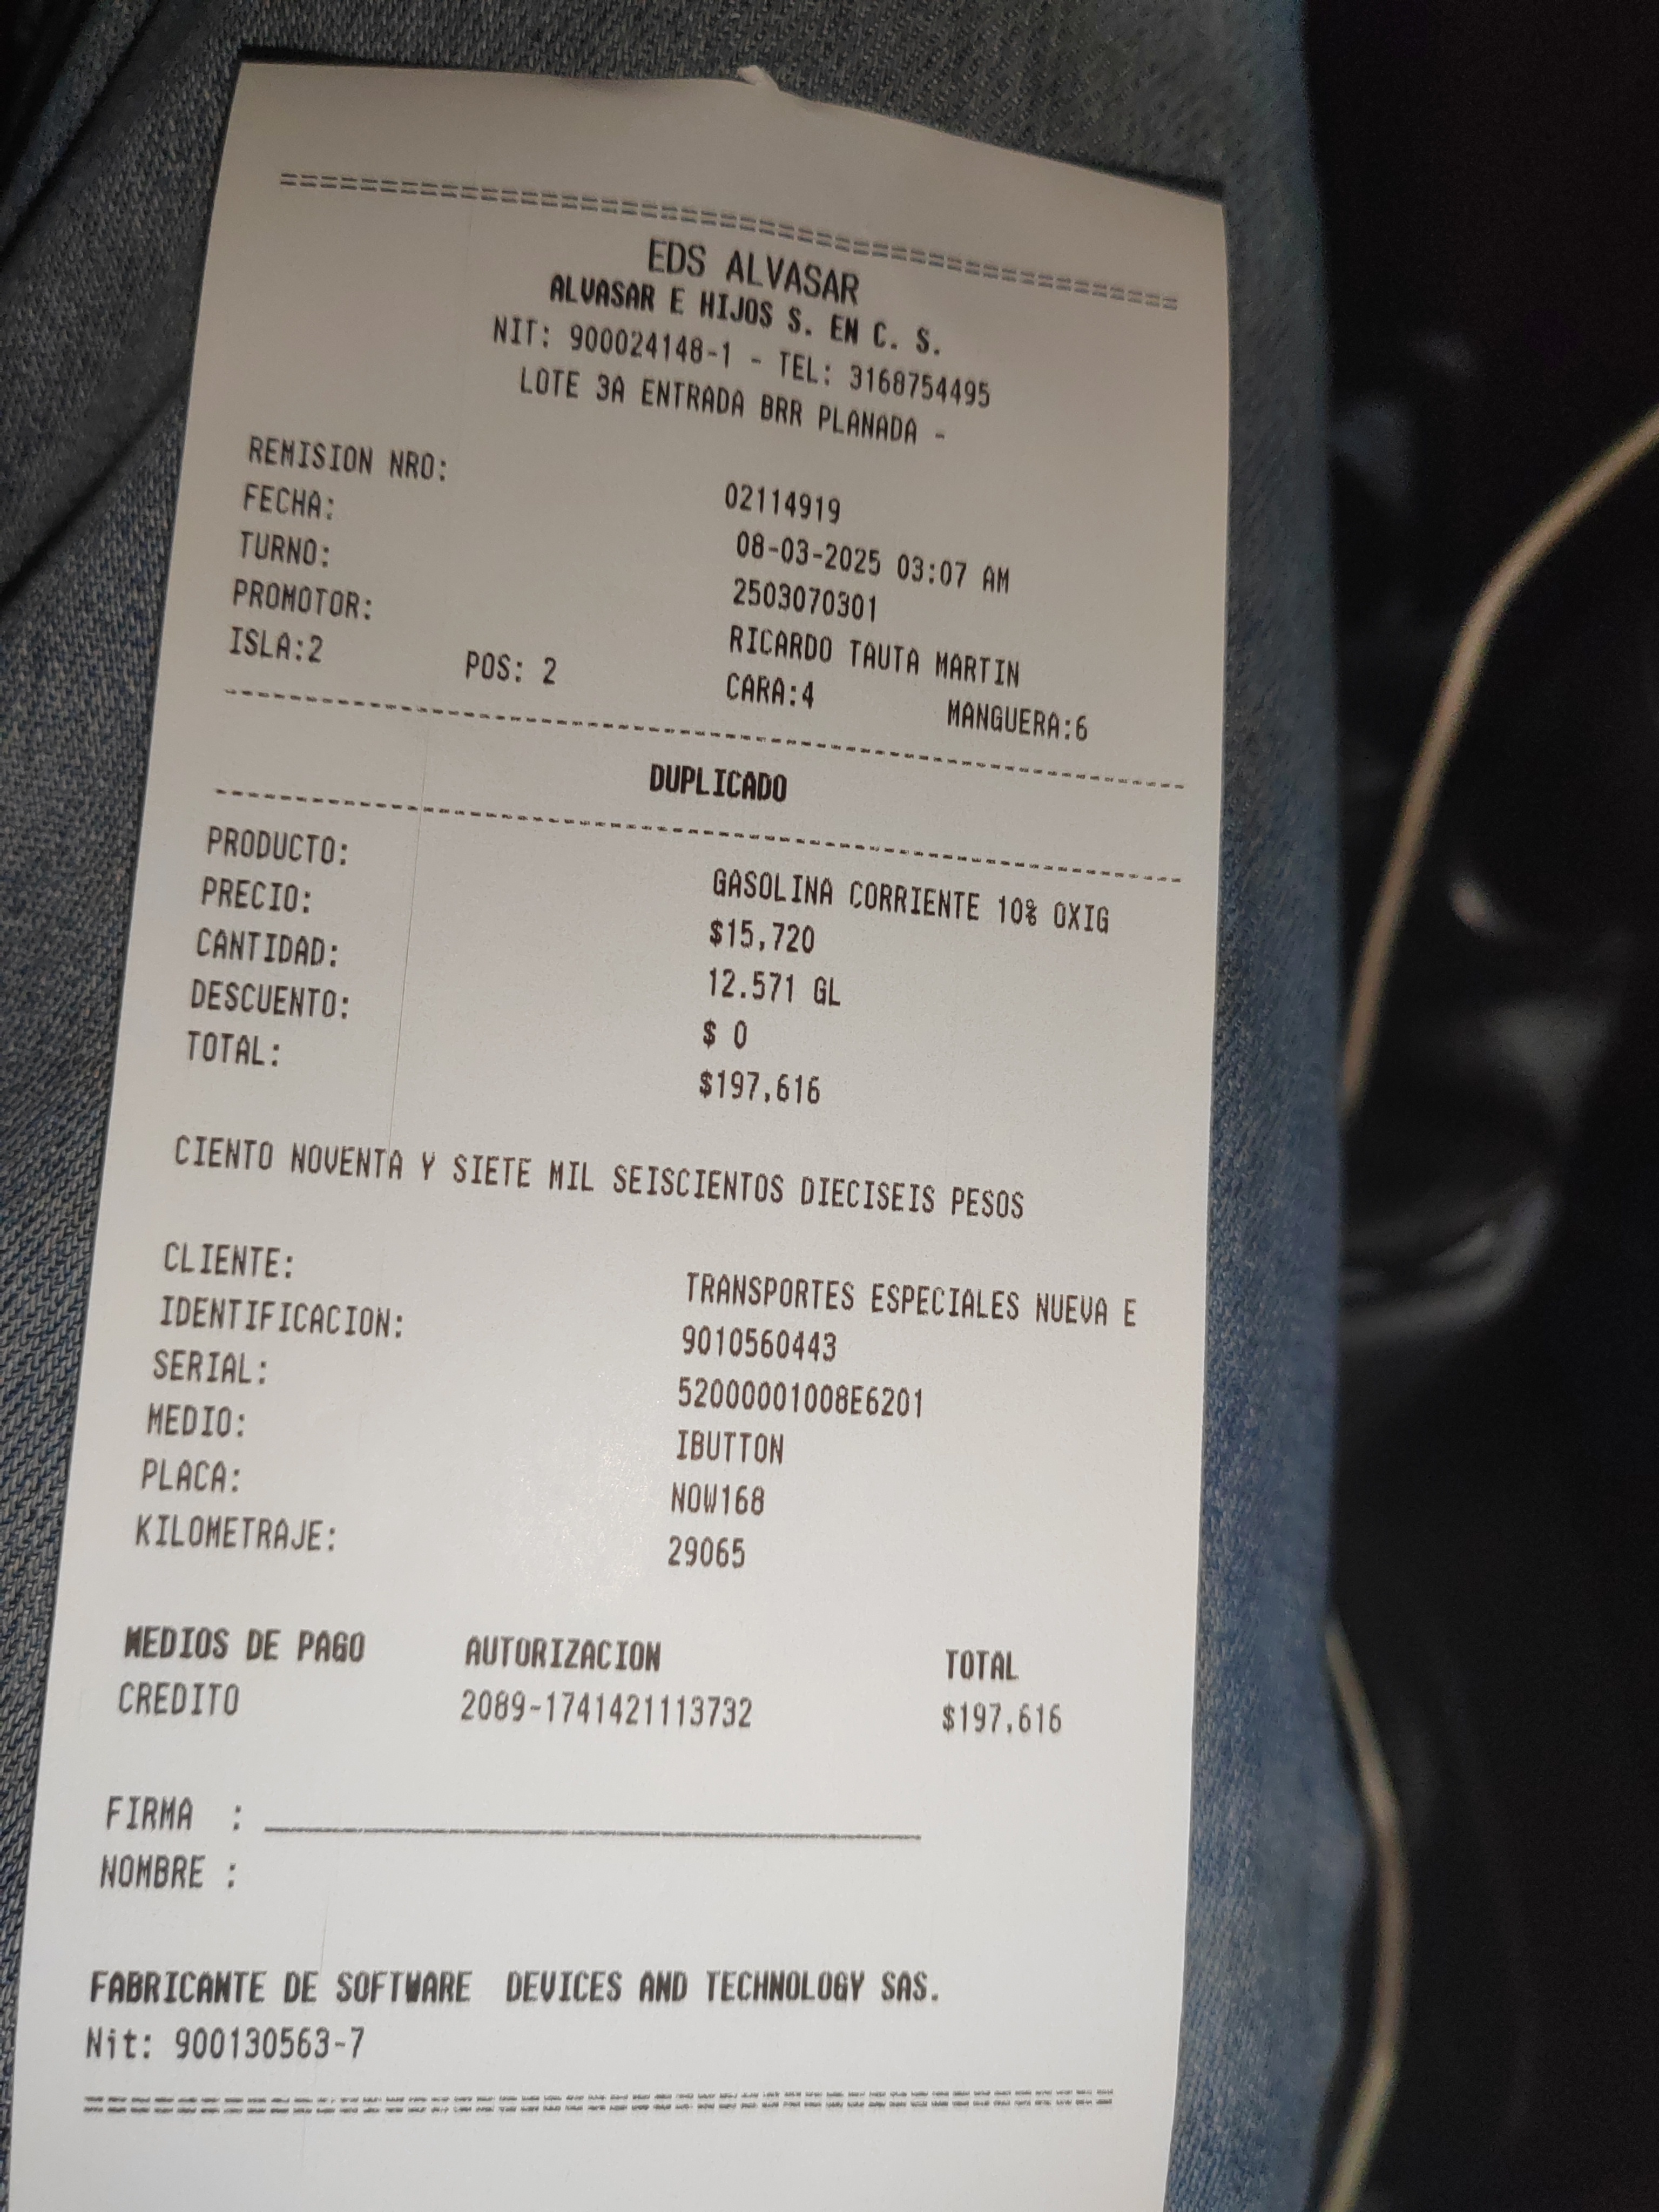 ================================================
EDS ALVASAR
ALVASAR E HIJOS S. EN C. S.
NIT: 900024148-1 - TEL: 3168754495
LOTE 3A ENTRADA BRR PLANADA -
REMISION NRO: 02114919
FECHA: 08-03-2025 03:07 AM
TURNO: 2503070301
PROMOTOR: RICARDO TAUTA MARTIN
ISLA:2 POS: 2 CARA:4 MANGUERA:6
DUPLICADO
PRODUCTO: GASOLINA CORRIENTE 10% OXIG
PRECIO: $15,720
CANTIDAD: 12.571 GL
DESCUENTO: $ 0
TOTAL: $197,616
CIENTO NOVENTA Y SIETE MIL SEISCIENTOS DIECISEIS PESOS
CLIENTE: TRANSPORTES ESPECIALES NUEVA E
IDENTIFICACION: 9010560443
SERIAL: 52000001008E6201
MEDIO: IBUTTON
PLACA: NOW168
KILOMETRAJE: 29065
MEDIOS DE PAGO AUTORIZACION TOTAL
CREDITO 2089-1741421113732 $197,616
FIRMA :
NOMBRE :
FABRICANTE DE SOFTWARE DEVICES AND TECHNOLOGY SAS.
Nit: 900130563-7